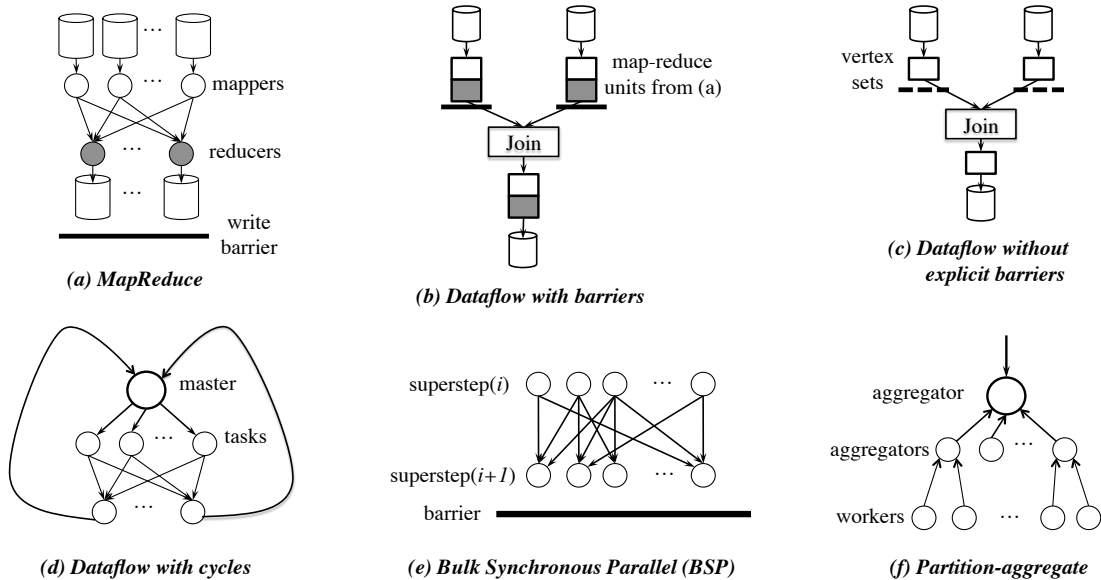 ...
mappers
...
...
reducers
...
write
barrier
(a) MapReduce
map-reduce
units from (a)
Join
(b) Dataflow with barriers
vertex
sets
Join
(c) Dataflow without
explicit barriers
master
...
tasks
...
(d) Dataflow with cycles
superstep(i)
...
superstep(i+1)
...
barrier
(e) Bulk Synchronous Parallel (BSP)
aggregator
aggregators
...
workers
...
(f) Partition-aggregate